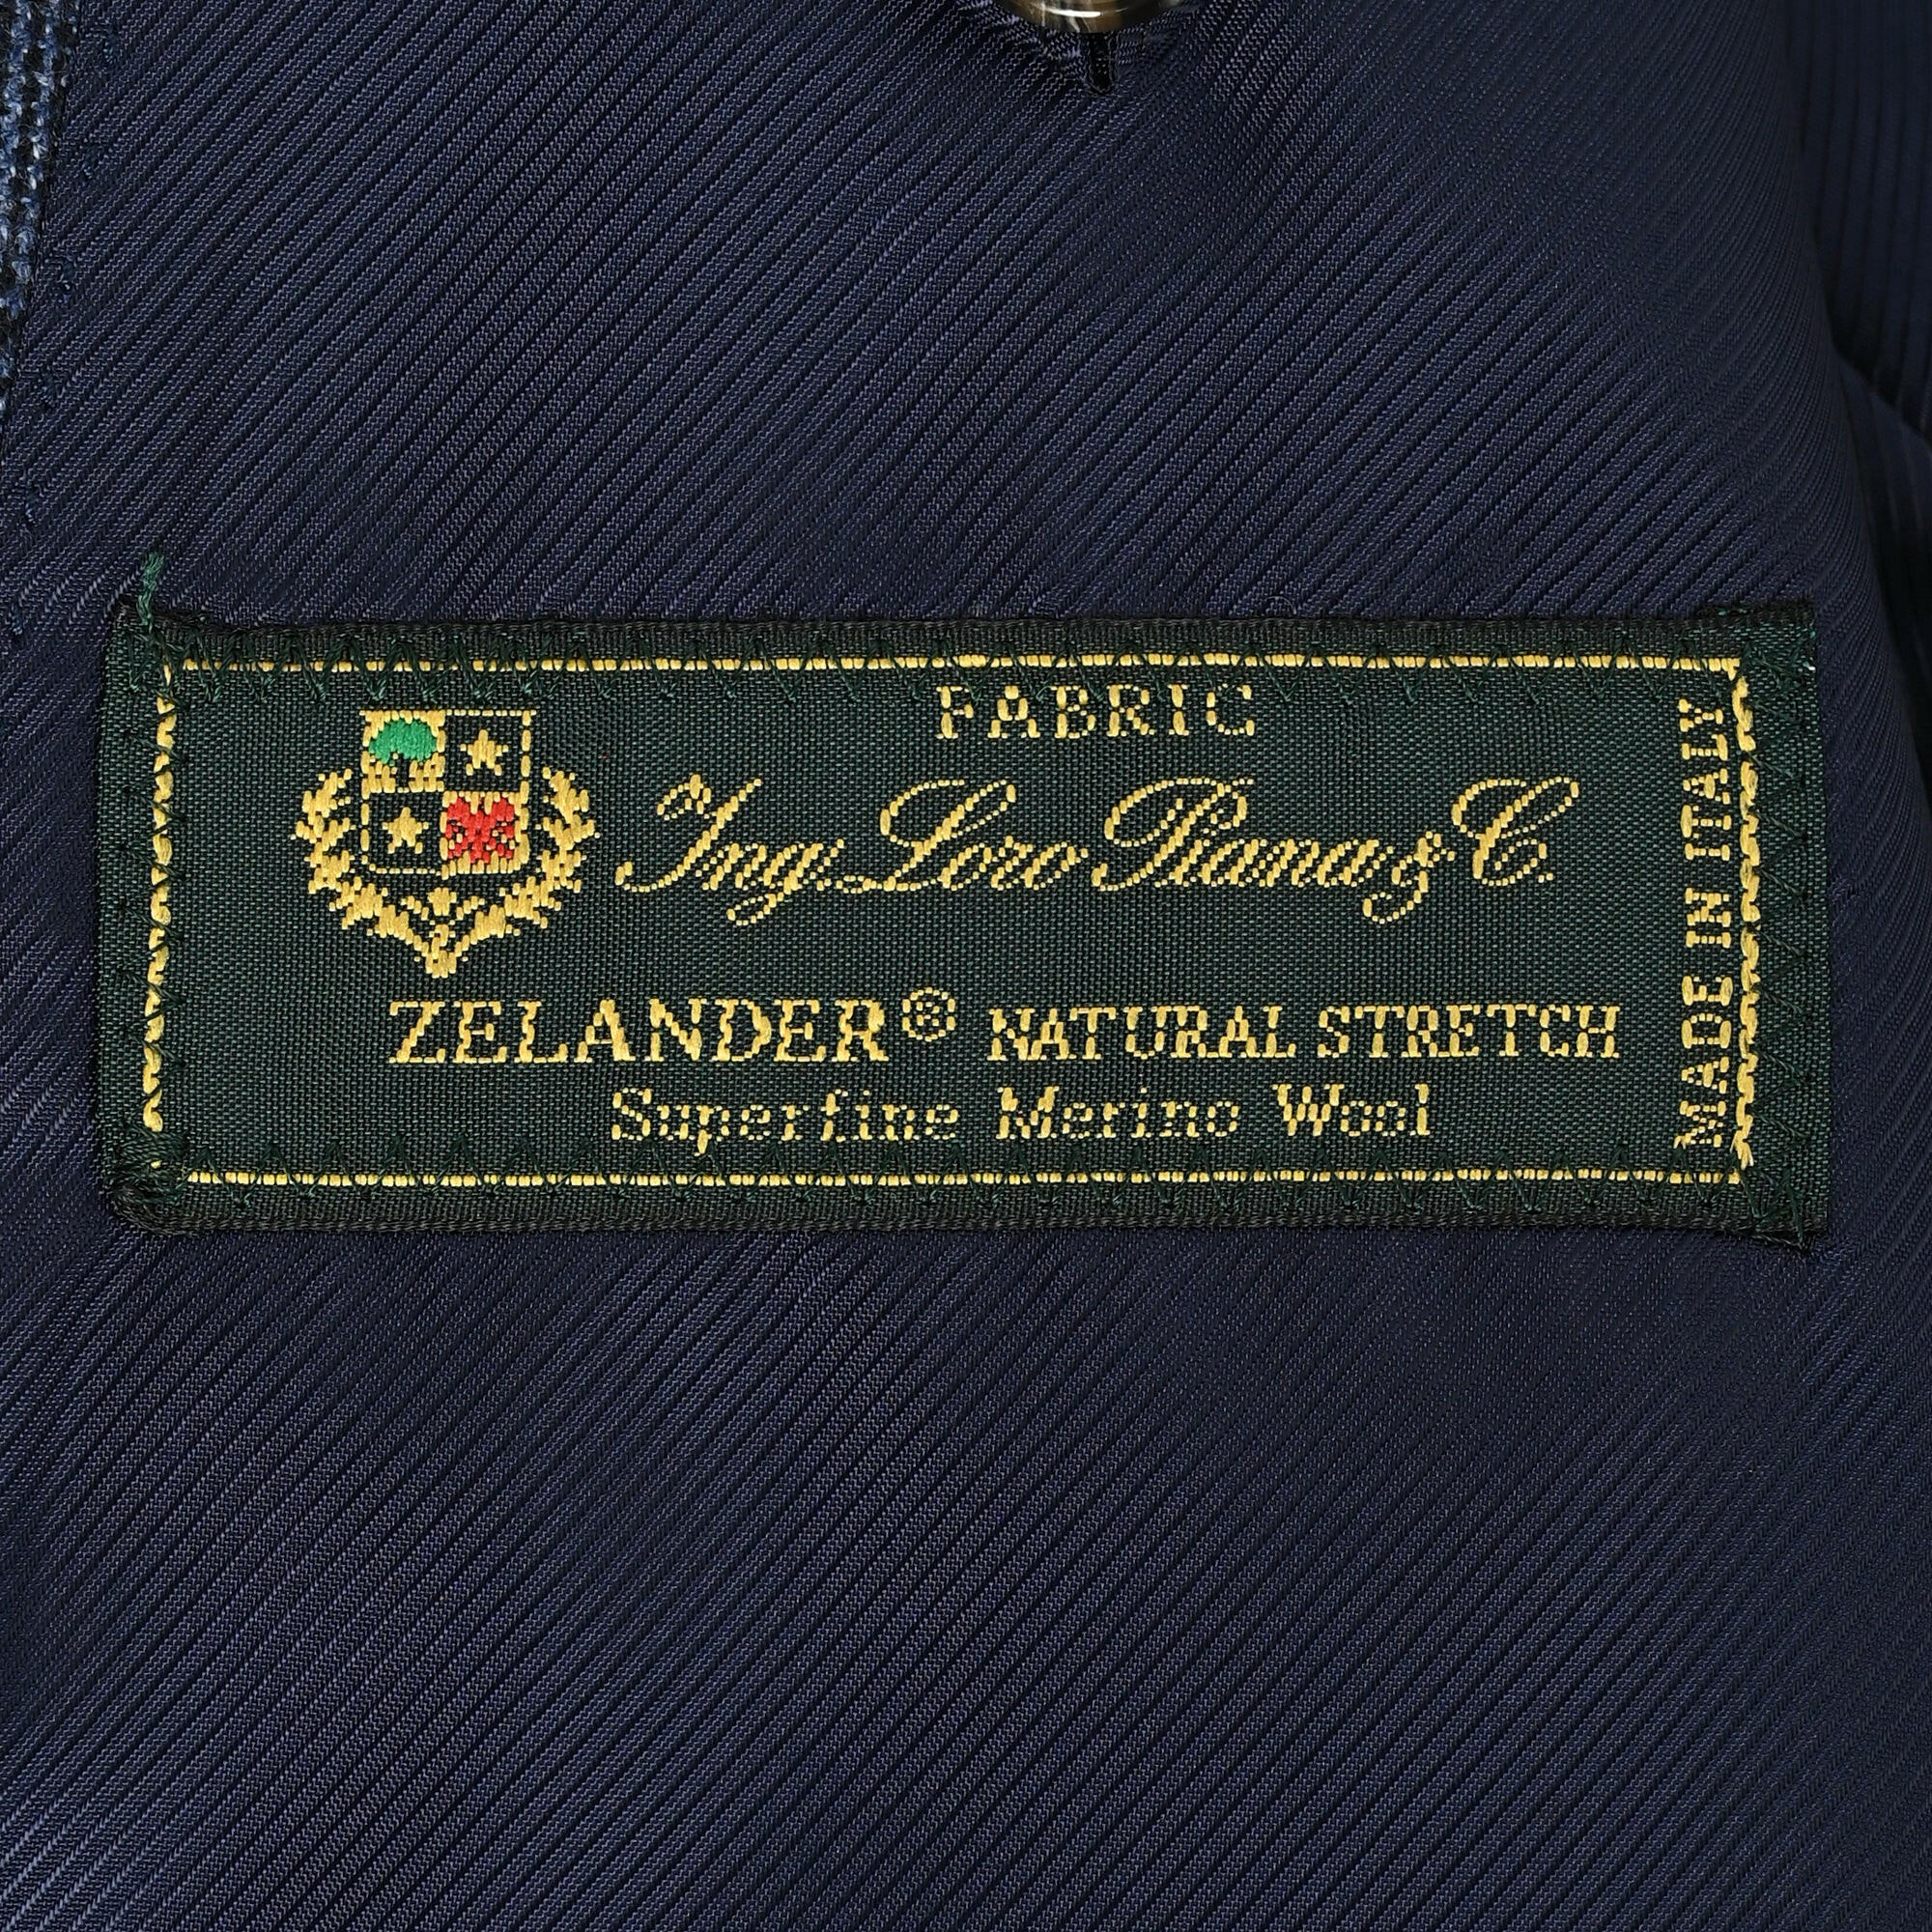 FABRIC
Ing. Loro Piana & C.
ZELANDER® NATURAL STRETCH
Superfine Merino Wool
MADE IN ITALY